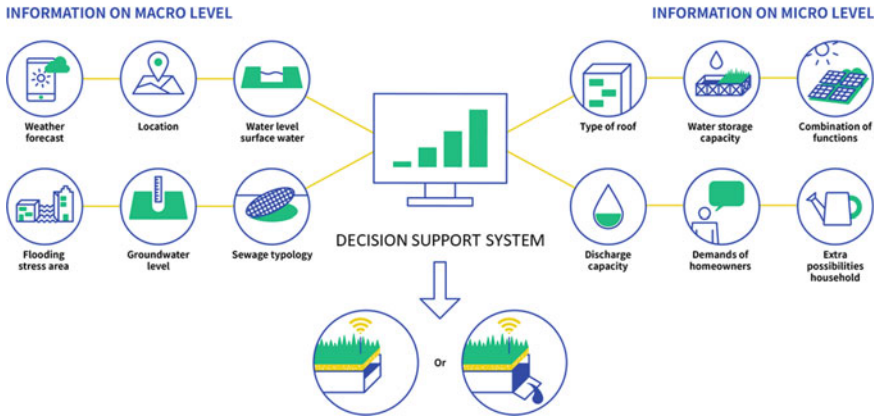 INFORMATION ON MACRO LEVEL
INFORMATION ON MICRO LEVEL
Weather
forecast
Location
Water level
surface water
Type of roof
Water storage
capacity
Combination of
functions
Flooding
stress area
Groundwater
level
Sewage typology
DECISION SUPPORT SYSTEM
Discharge
capacity
Demands of
homeowners
Extra
possibilities
household
Or